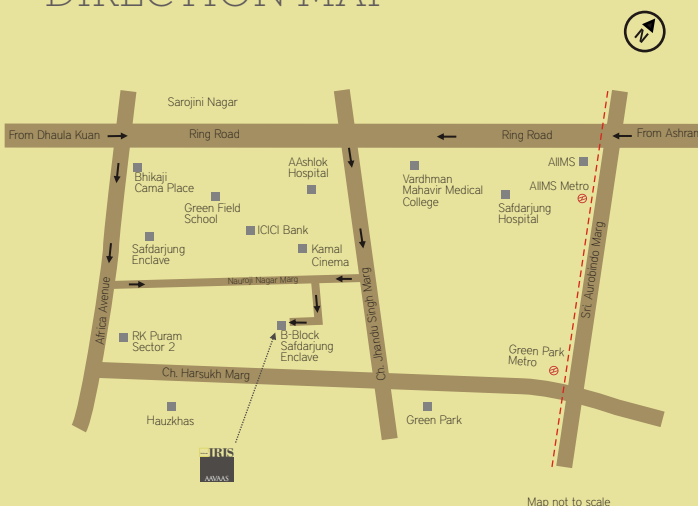 DIRECTION MAP
N
Sarojini Nagar
From Dhaula Kuan
Ring Road
Ring Road
From Ashram
Bhikaji
Cama Place
AAshlok
Hospital
Vardhman
Mahavir Medical
College
AIIMS
AIIMS Metro
Green Field
School
Safdarjung
Hospital
ICICI Bank
Safdarjung
Enclave
Kamal
Cinema
Nauroji Nagar Marg
Africa Avenue
Ch. Jhandu Singh Marg
Sri. Aurobindo Marg
RK Puram
Sector 2
B-Block
Safdarjung
Enclave
Green Park
Metro
Ch. Harsukh Marg
Hauzkhas
Green Park
IRIS
AAVAAS
Map not to scale